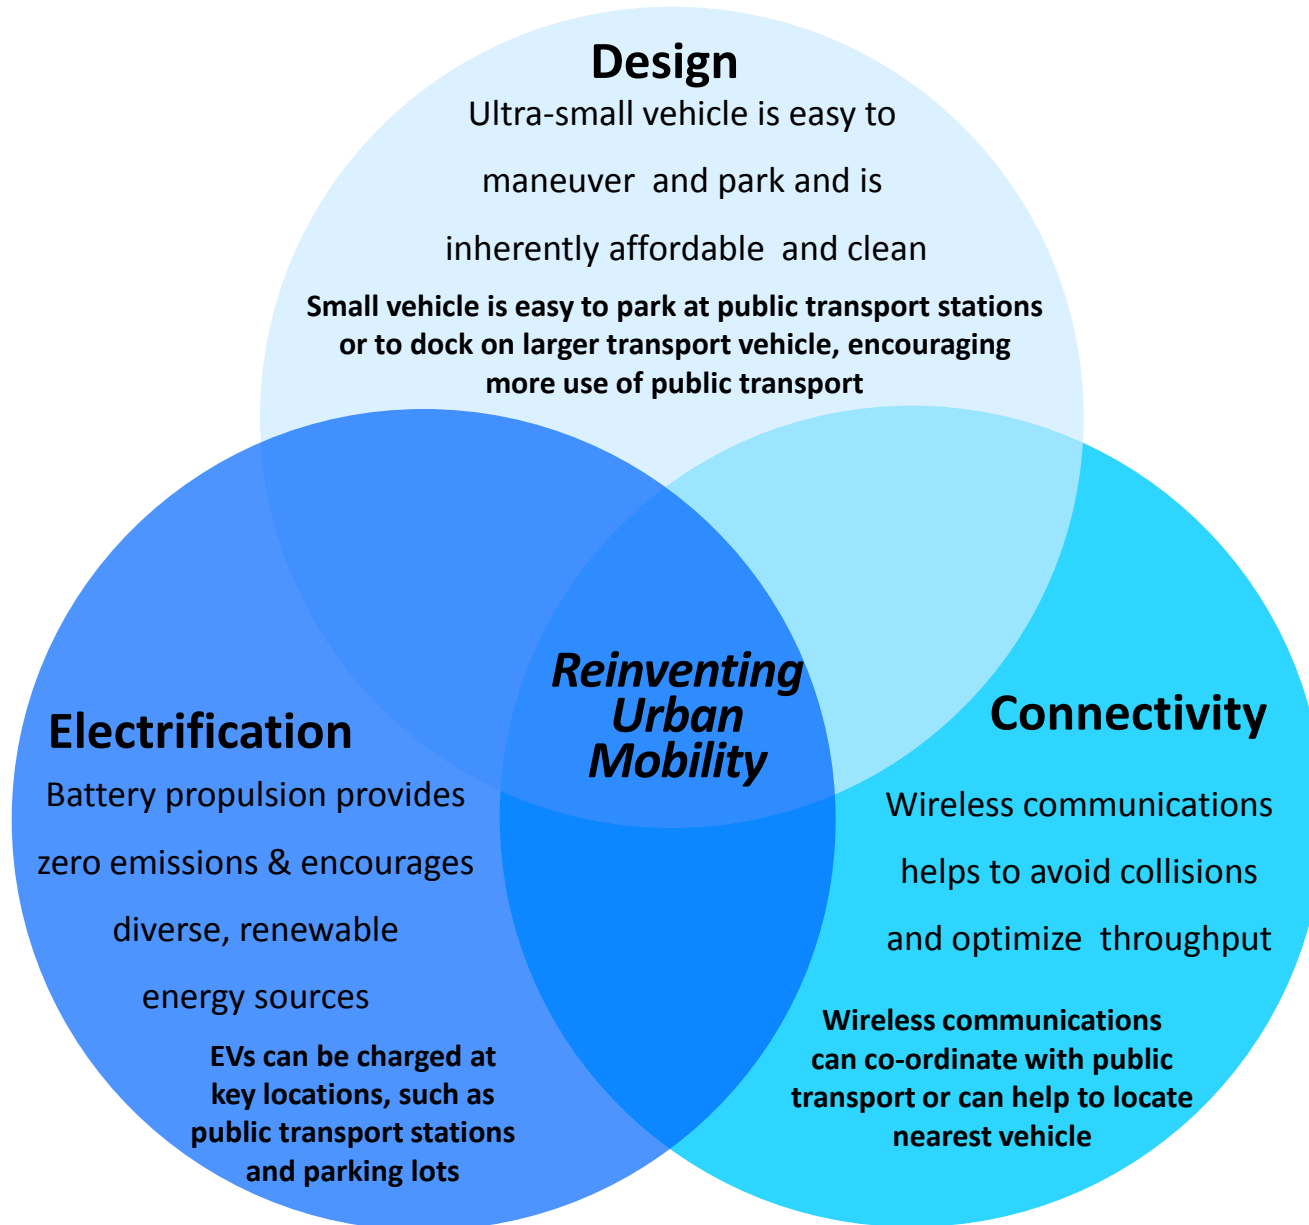 Design
Ultra-small vehicle is easy to
maneuver and park and is
inherently affordable and clean
Small vehicle is easy to park at public transport stations
or to dock on larger transport vehicle, encouraging
more use of public transport
Reinventing
Urban
Mobility
Electrification
Battery propulsion provides
zero emissions & encourages
diverse, renewable
energy sources
EVs can be charged at
key locations, such as
public transport stations
and parking lots
Connectivity
Wireless communications
helps to avoid collisions
and optimize throughput
Wireless communications
can co-ordinate with public
transport or can help to locate
nearest vehicle